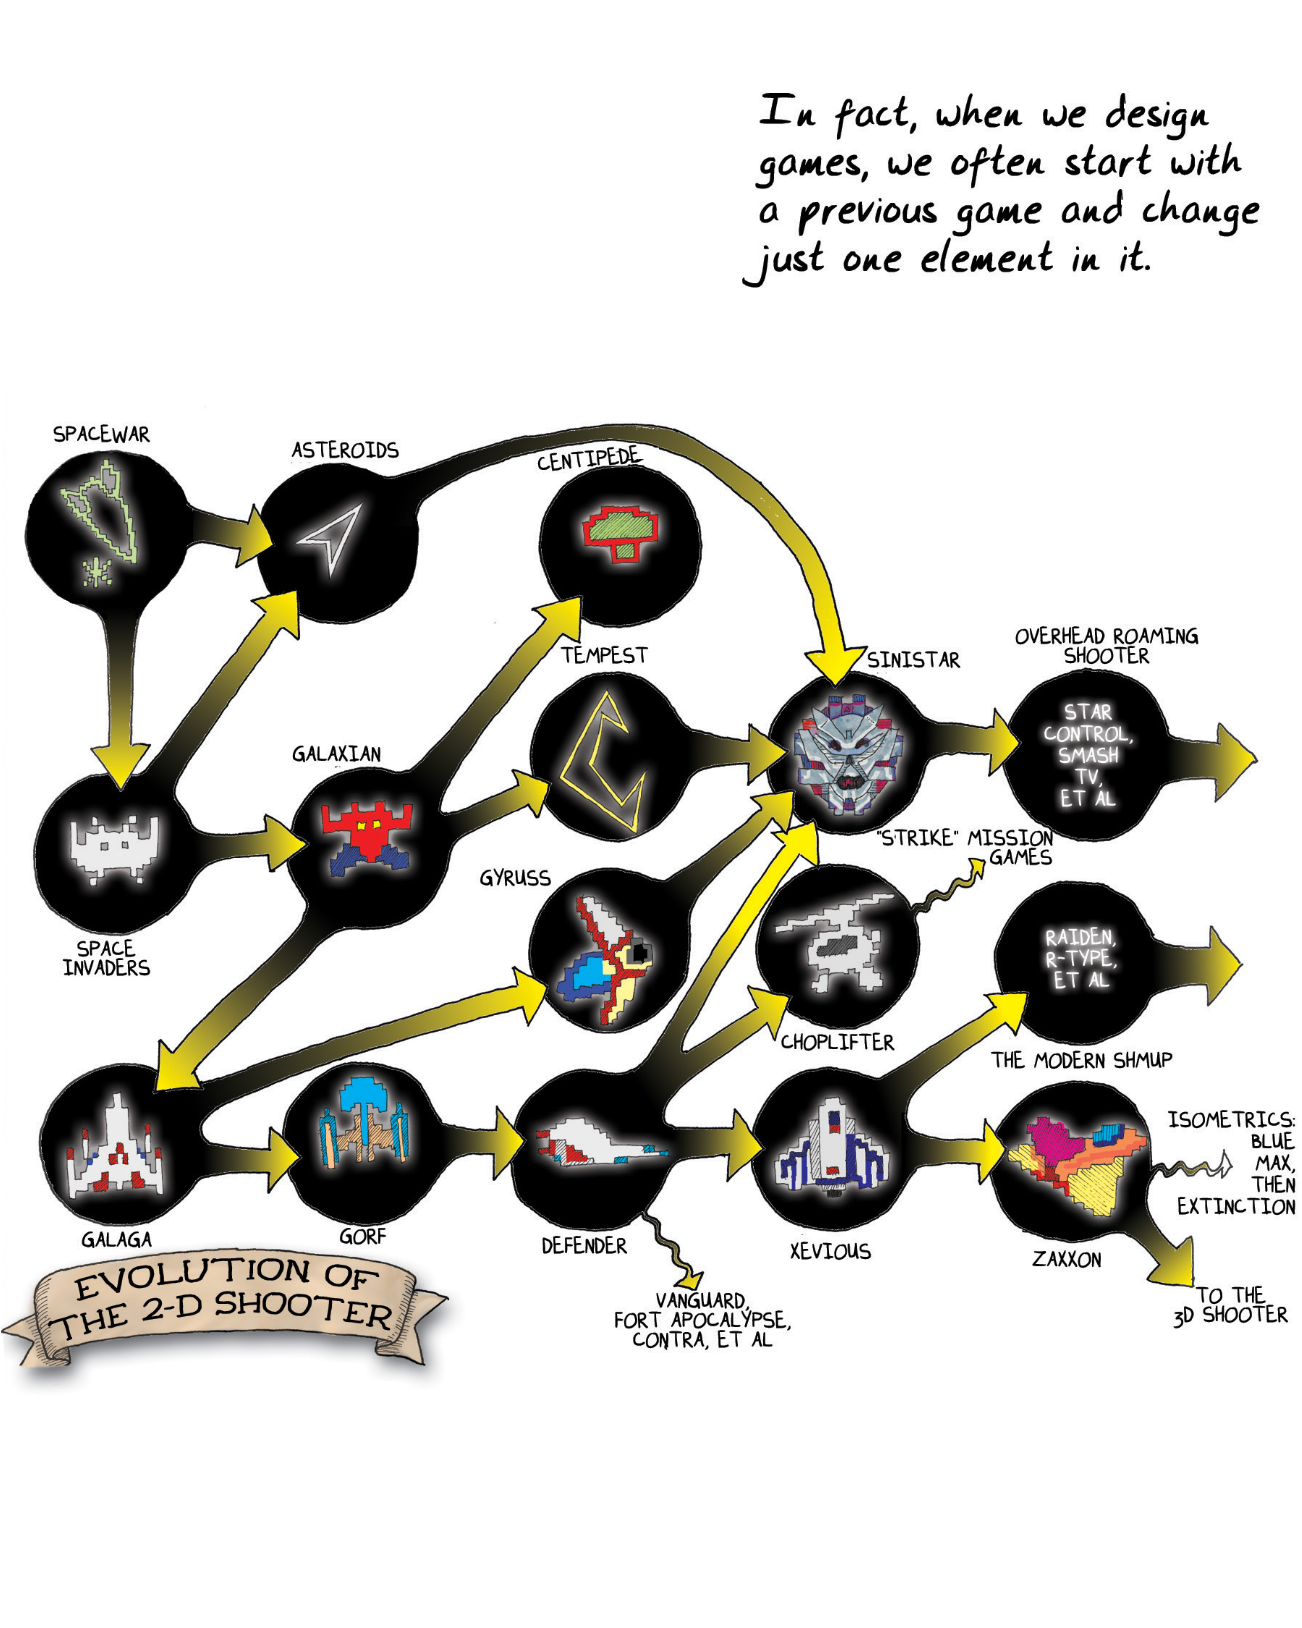 In fact, when we design
games, we often start with
a previous game and change
just one element in it.
SPACEWAR
ASTEROIDS
CENTIPEDE
TEMPEST
SINISTAR
OVERHEAD ROAMING
SHOOTER
STAR
CONTROL,
SMASH
TV,
ET AL
GALAXIAN
SPACE
INVADERS
GYRUSS
"STRIKE" MISSION
GAMES
CHOPLIFTER
RAIDEN,
R-TYPE,
ET AL
THE MODERN SHMUP
GALAGA
GORF
DEFENDER
XEVIOUS
ZAXXON
ISOMETRICS:
BLUE
MAX,
THEN
EXTINCTION
TO THE
3D SHOOTER
VANGUARD,
FORT APOCALYPSE,
CONTRA, ET AL
EVOLUTION OF
THE 2-D SHOOTER